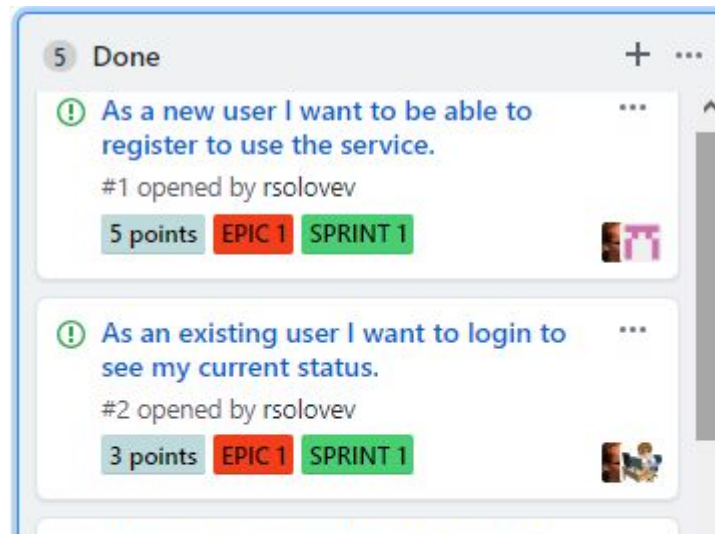 5 Done
As a new user I want to be able to
register to use the service.
#1 opened by rsolovev
5 points EPIC 1 SPRINT 1
As an existing user I want to login to
see my current status.
#2 opened by rsolovev
3 points EPIC 1 SPRINT 1